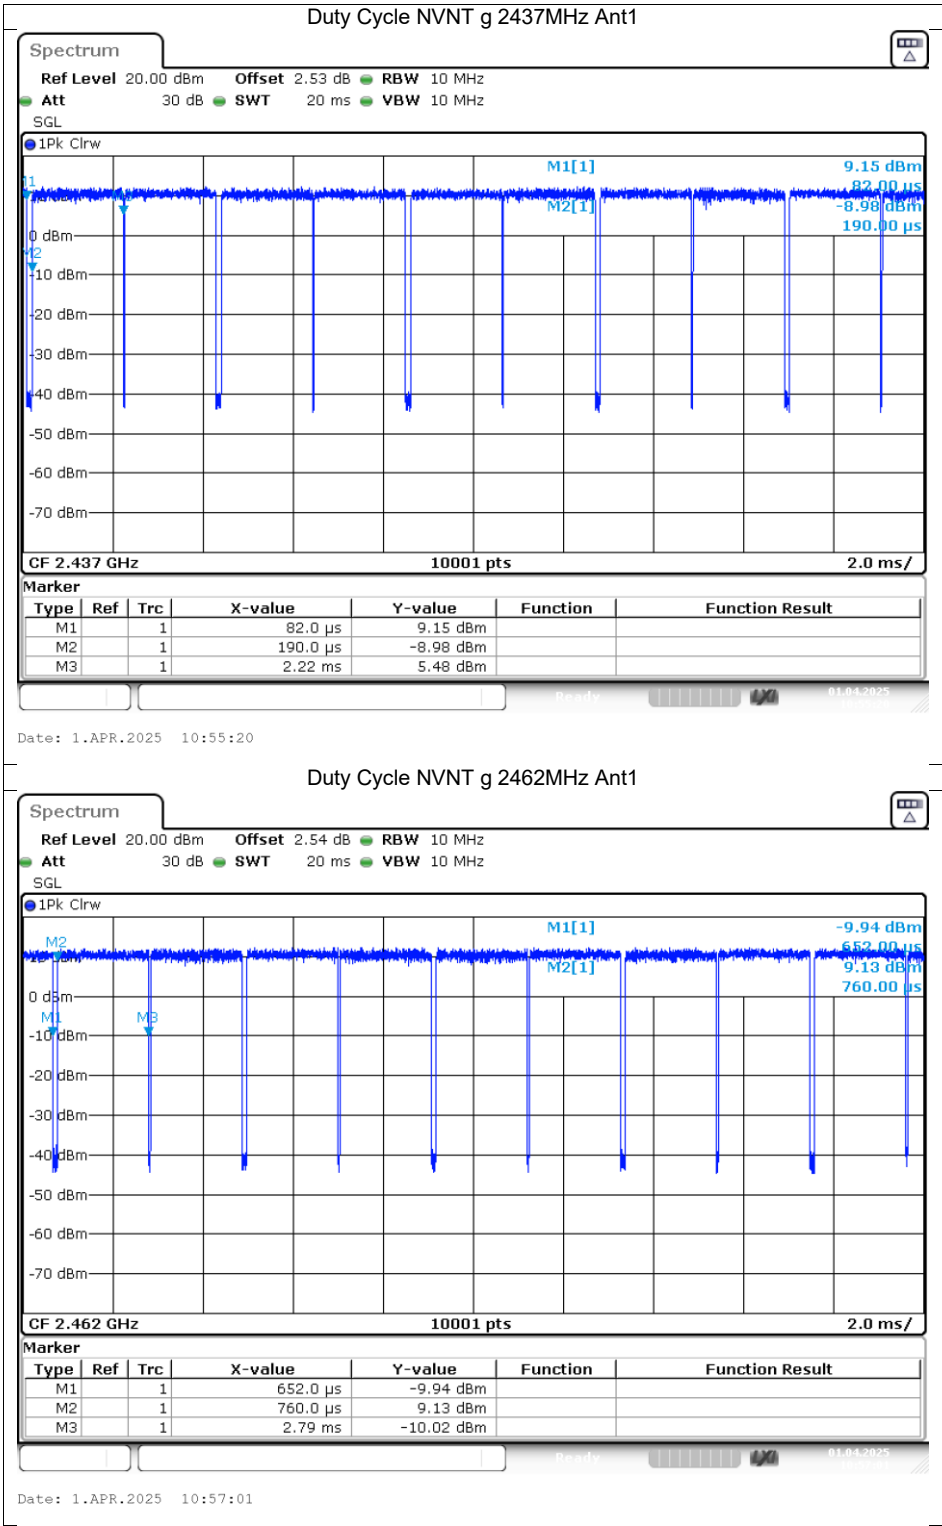 Duty Cycle NVNT g 2437MHz Ant1
Spectrum
Ref Level 20.00 dBm Offset 2.53 dB RBW 10 MHz
Att 30 dB SWT 20 ms VBW 10 MHz
SGL
1Pk Clrw
M1[1] 9.15 dBm
82.00 µs
M2[1] -8.98 dBm
190.00 µs
0 dBm
M2
-10 dBm
-20 dBm
-30 dBm
-40 dBm
-50 dBm
-60 dBm
-70 dBm
CF 2.437 GHz 10001 pts 2.0 ms/
Marker
Type Ref Trc X-value Y-value Function Function Result
M1 1 82.0 µs 9.15 dBm
M2 1 190.0 µs -8.98 dBm
M3 1 2.22 ms 5.48 dBm
Ready 01.04.2025
Date: 1.APR.2025 10:55:20
Duty Cycle NVNT g 2462MHz Ant1
Spectrum
Ref Level 20.00 dBm Offset 2.54 dB RBW 10 MHz
Att 30 dB SWT 20 ms VBW 10 MHz
SGL
1Pk Clrw
M1[1] -9.94 dBm
652.00 µs
M2
M2[1] 9.13 dBm
760.00 µs
0 dBm
M1 M3
-10 dBm
-20 dBm
-30 dBm
-40 dBm
-50 dBm
-60 dBm
-70 dBm
CF 2.462 GHz 10001 pts 2.0 ms/
Marker
Type Ref Trc X-value Y-value Function Function Result
M1 1 652.0 µs -9.94 dBm
M2 1 760.0 µs 9.13 dBm
M3 1 2.79 ms -10.02 dBm
Ready 01.04.2025
Date: 1.APR.2025 10:57:01